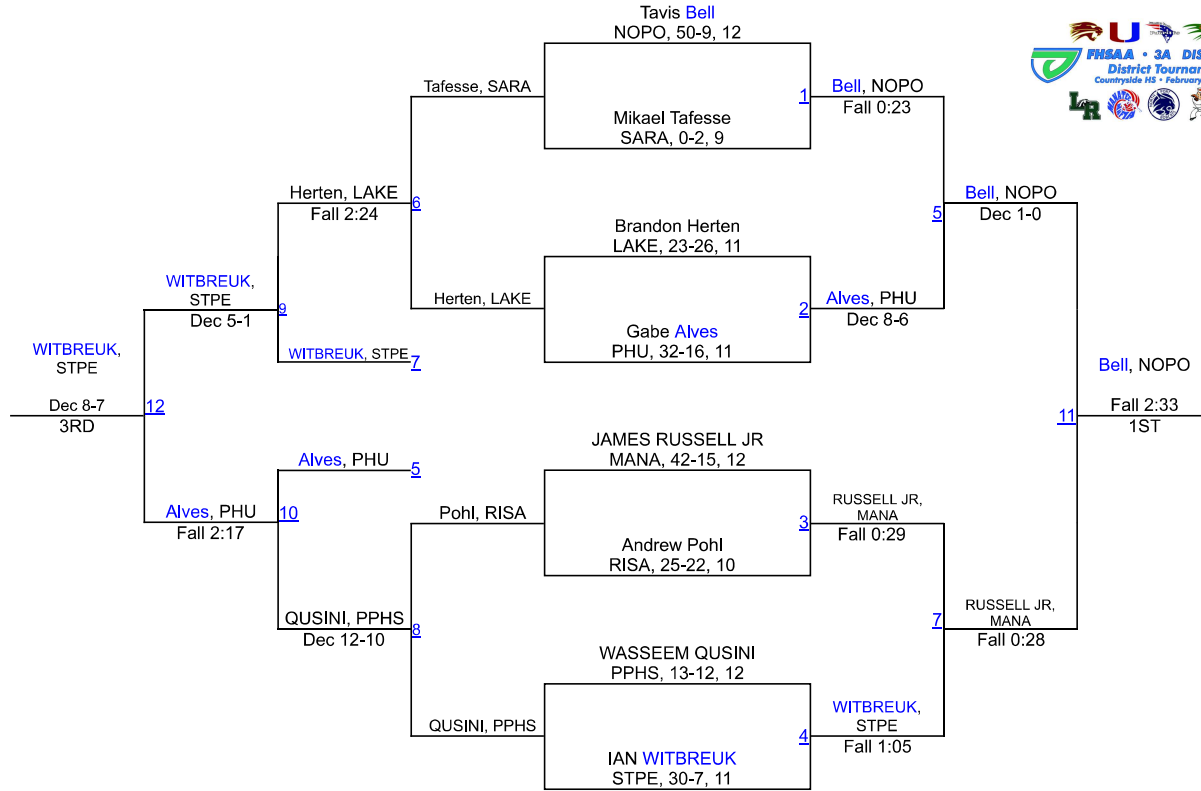 Tavis Bell
NOPO, 50-9, 12
FHSAA • 3A DIS
District Tournar
Countryside HS • February
U
LR
MANATEE
Tafesse, SARA
1
Bell, NOPO
Fall 0:23
Mikael Tafesse
SARA, 0-2, 9
Herten, LAKE
Fall 2:24
6
Bell, NOPO
Dec 1-0
5
Brandon Herten
LAKE, 23-26, 11
WITBREUK,
STPE
Dec 5-1
9
Herten, LAKE
2
Alves, PHU
Dec 8-6
Gabe Alves
PHU, 32-16, 11
WITBREUK, STPE
7
WITBREUK,
STPE
Dec 8-7
3RD
12
Bell, NOPO
Fall 2:33
1ST
11
JAMES RUSSELL JR
MANA, 42-15, 12
Alves, PHU
5
Alves, PHU
Fall 2:17
10
Pohl, RISA
3
RUSSELL JR,
MANA
Fall 0:29
Andrew Pohl
RISA, 25-22, 10
QUSINI, PPHS
Dec 12-10
8
7
RUSSELL JR,
MANA
Fall 0:28
WASSEEM QUSINI
PPHS, 13-12, 12
QUSINI, PPHS
4
WITBREUK,
STPE
Fall 1:05
IAN WITBREUK
STPE, 30-7, 11